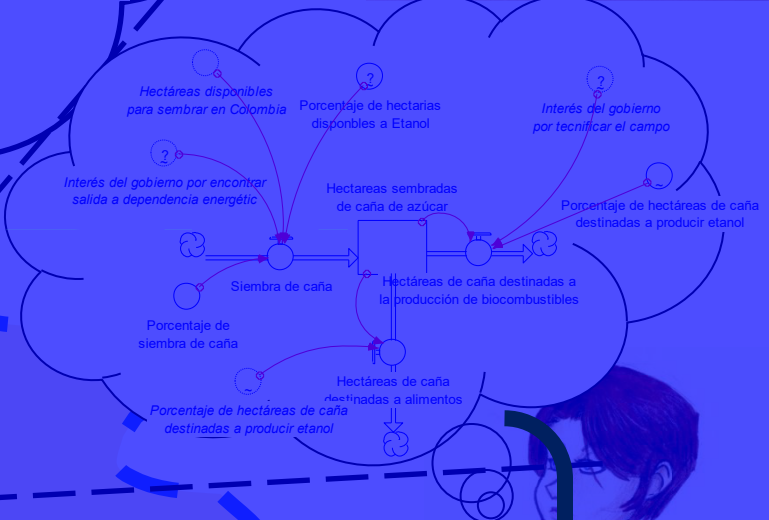 Hectáreas disponibles
para sembrar en Colombia
?
~
Porcentaje de hectarias
disponbles a Etanol
?
~
Interés del gobierno
por tecnificar el campo
?
~
Interés del gobierno por encontrar
salida a dependencia energétic
Hectareas sembradas
de caña de azúcar
~
Porcentaje de hectáreas de caña
destinadas a producir etanol
Siembra de caña
Hectáreas de caña destinadas a
la producción de biocombustibles
Porcentaje de
siembra de caña
Hectáreas de caña
destinadas a alimentos
~
Porcentaje de hectáreas de caña
destinadas a producir etanol